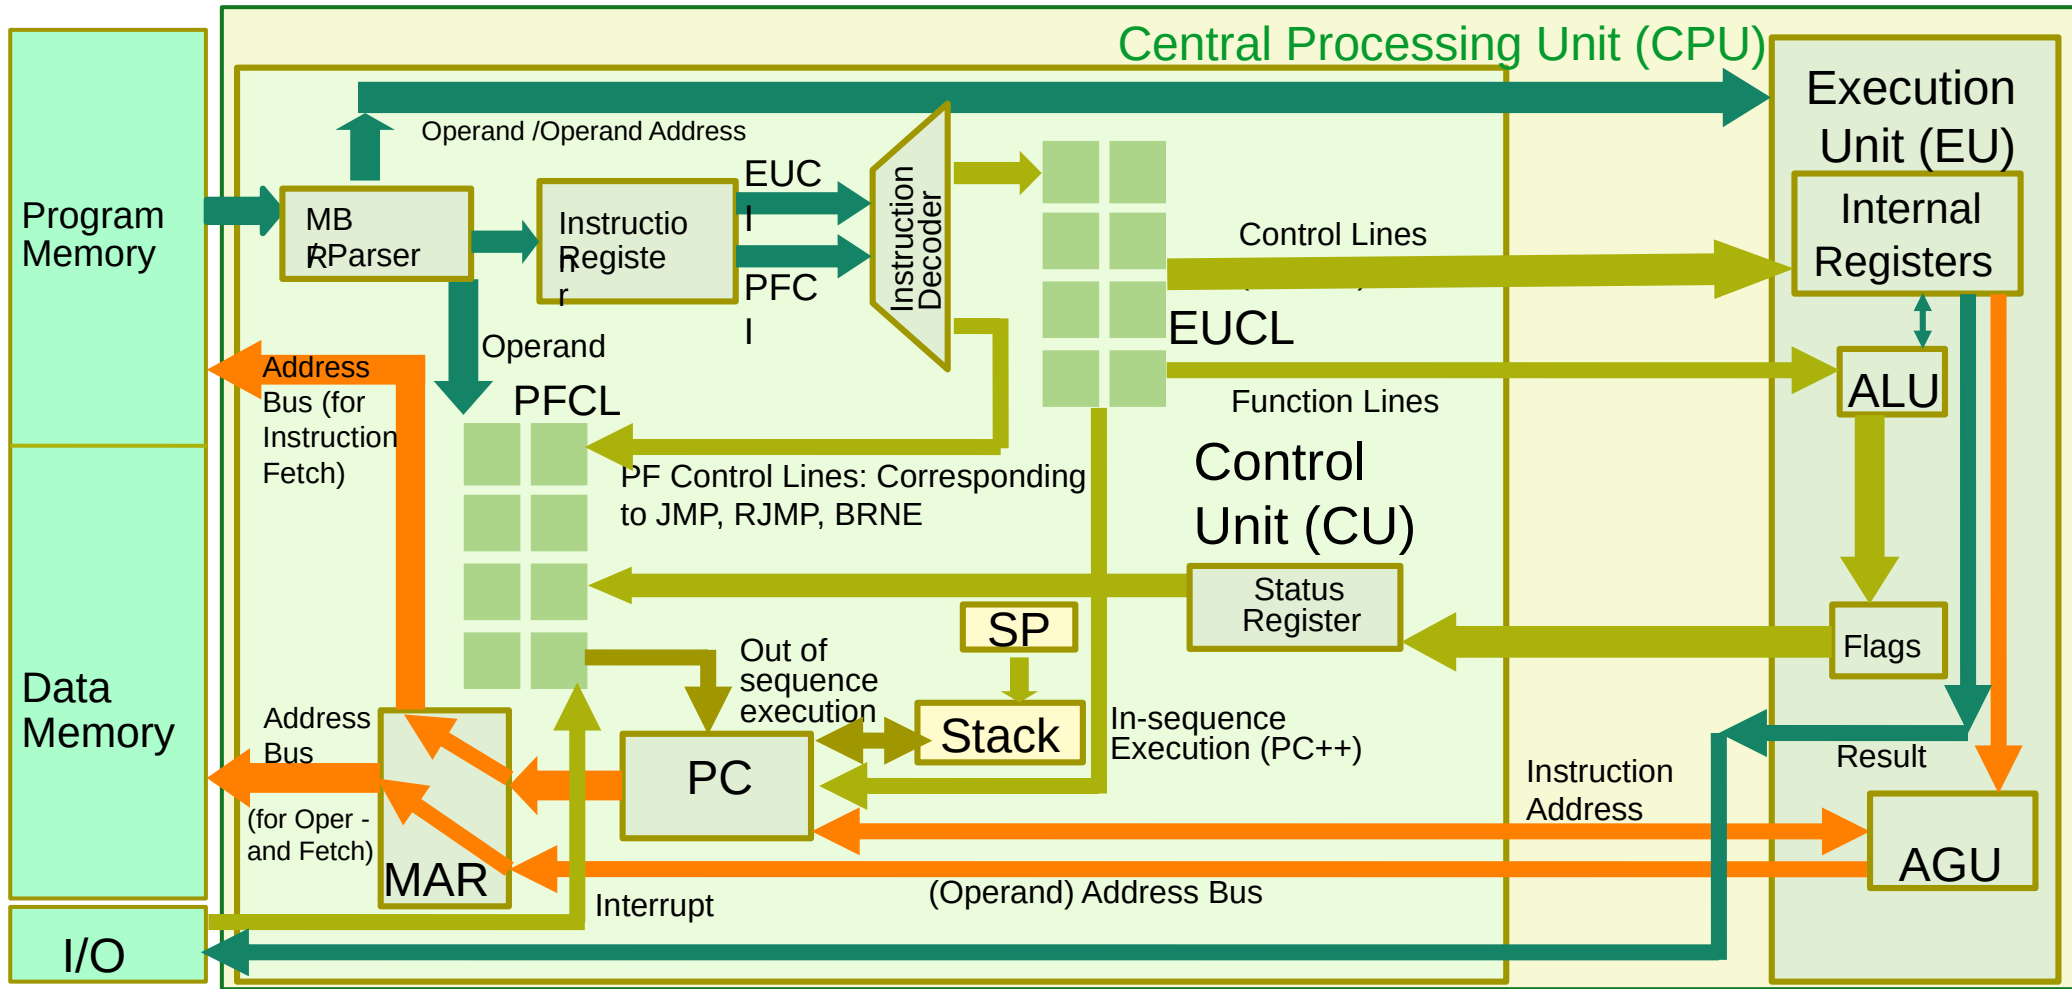 Central Processing Unit (CPU)
Execution
Unit (EU)
Operand /Operand Address
EUC
I
Program
Memory
MB
R
/ Parser
Instructio
n
Registe
r
PFC
I
Instruction
Decoder
Internal
Registers
Control Lines
EUCL
Operand
Address
Bus (for
Instruction
Fetch)
PFCL
Function Lines
ALU
PF Control Lines: Corresponding
to JMP, RJMP, BRNE
Control
Unit (CU)
Status
Register
SP
Flags
Out of
sequence
execution
Data
Memory
Address
Bus
(for Oper -
and Fetch)
Stack
In-sequence
Execution (PC++)
PC
Result
Instruction
Address
MAR
AGU
Interrupt
(Operand) Address Bus
I/O